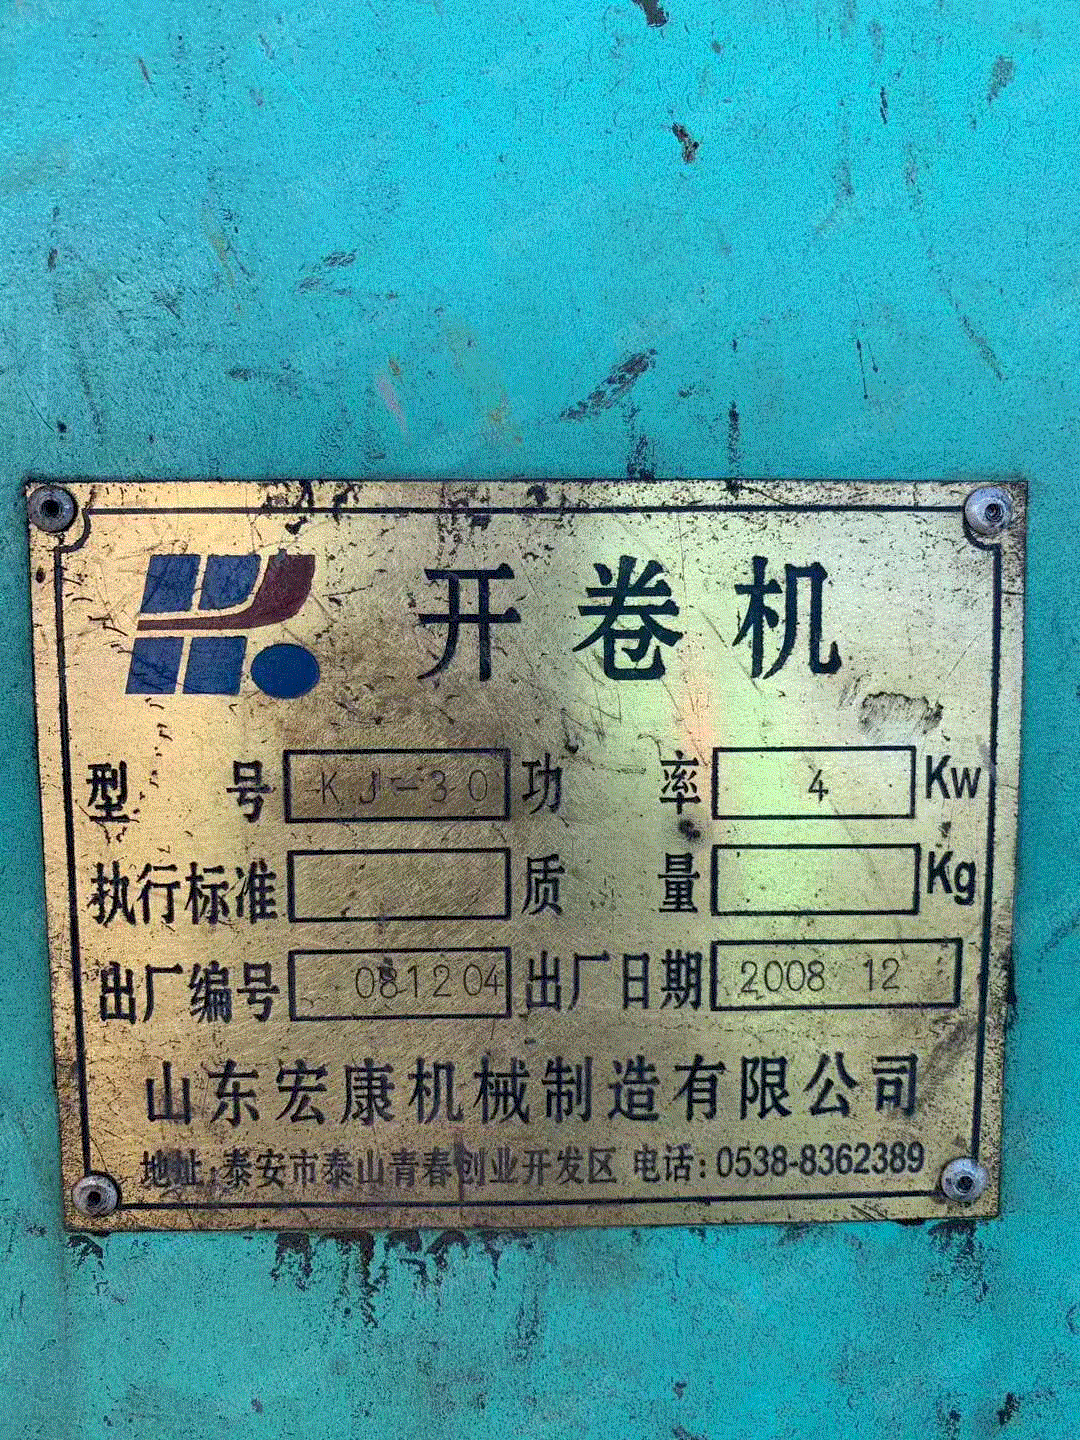 开卷机
型号 KJ-30 功率 4 Kw
执行标准 质量 Kg
出厂编号 081204 出厂日期 2008 12
山东宏康机械制造有限公司
地址:泰安市泰山青春创业开发区 电话:0538-8362389